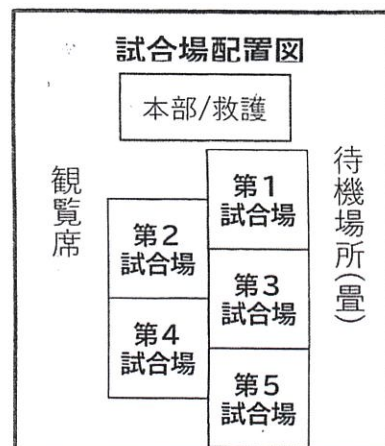 試合場配置図
本部/救護
観覧席
待機場所(畳)
第1
試合場
第2
試合場
第3
試合場
第4
試合場
第5
試合場